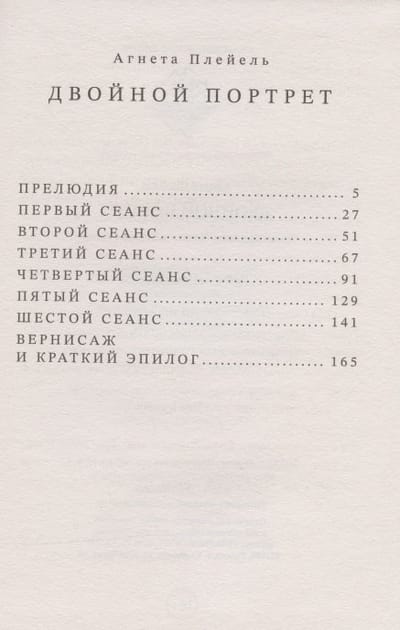 Агнета Плейель
ДВОЙНОЙ ПОРТРЕТ
ПРЕЛЮДИЯ........................................ 5
ПЕРВЫЙ СЕАНС................................. 27
ВТОРОЙ СЕАНС................................. 51
ТРЕТИЙ СЕАНС................................. 67
ЧЕТВЕРТЫЙ СЕАНС............................ 91
ПЯТЫЙ СЕАНС................................. 129
ШЕСТОЙ СЕАНС............................... 141
ВЕРНИСАЖ
И КРАТКИЙ ЭПИЛОГ......................... 165